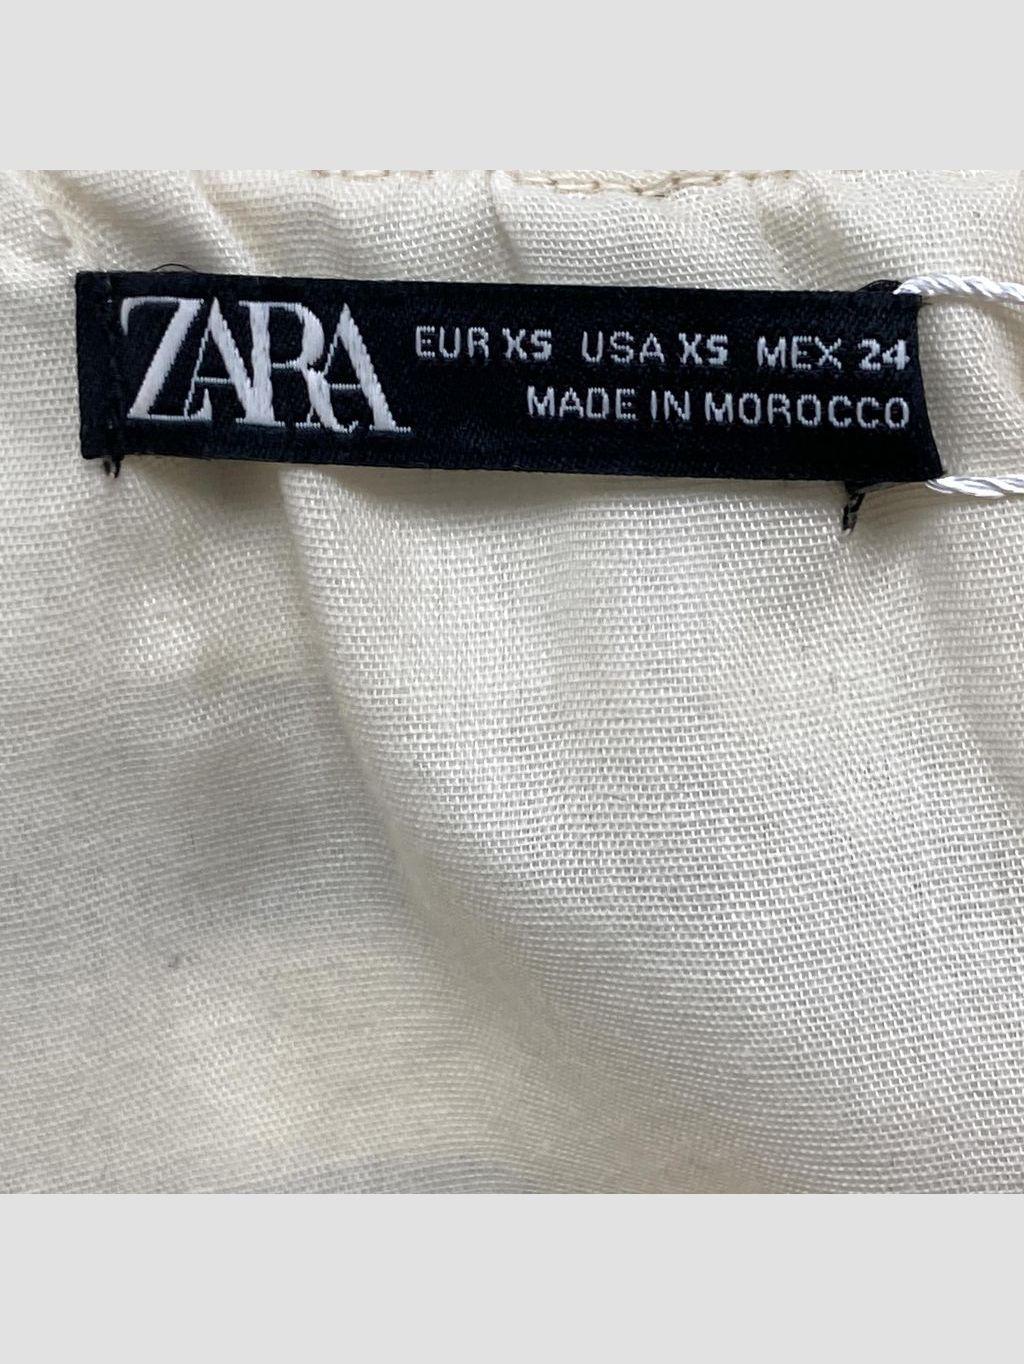 ZARA
EUR XS USA XS MEX 24
MADE IN MOROCCO